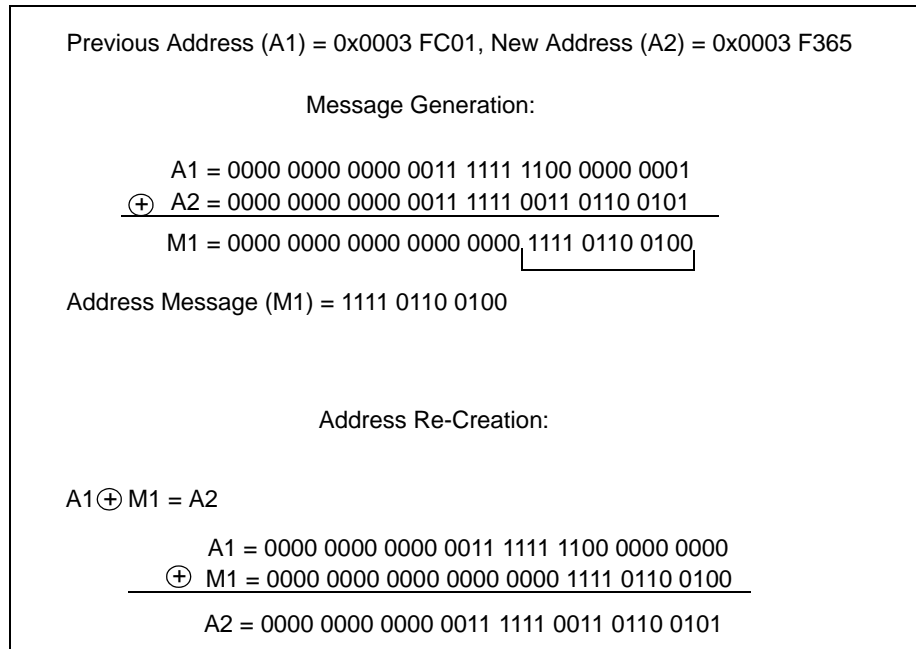 Previous Address (A1) = 0x0003 FC01, New Address (A2) = 0x0003 F365
Message Generation:
A1 = 0000 0000 0000 0011 1111 1100 0000 0001
⊕ A2 = 0000 0000 0000 0011 1111 0011 0110 0101
M1 = 0000 0000 0000 0000 0000 1111 0110 0100
Address Message (M1) = 1111 0110 0100
Address Re-Creation:
A1 ⊕ M1 = A2
A1 = 0000 0000 0000 0011 1111 1100 0000 0000
⊕ M1 = 0000 0000 0000 0000 0000 1111 0110 0100
A2 = 0000 0000 0000 0011 1111 0011 0110 0101